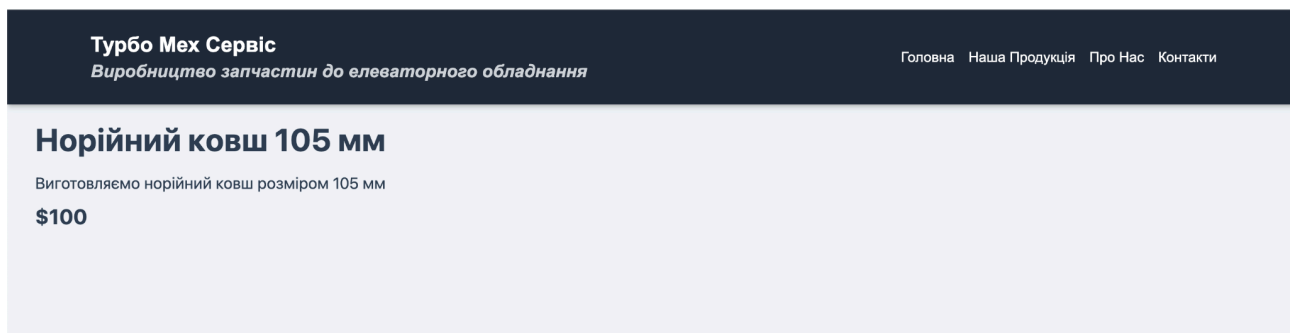 Турбо Мех Сервіс
Виробництво запчастин до елеваторного обладнання
Головна Наша Продукція Про Нас Контакти
Норійний ковш 105 мм
Виготовляємо норійний ковш розміром 105 мм
$100